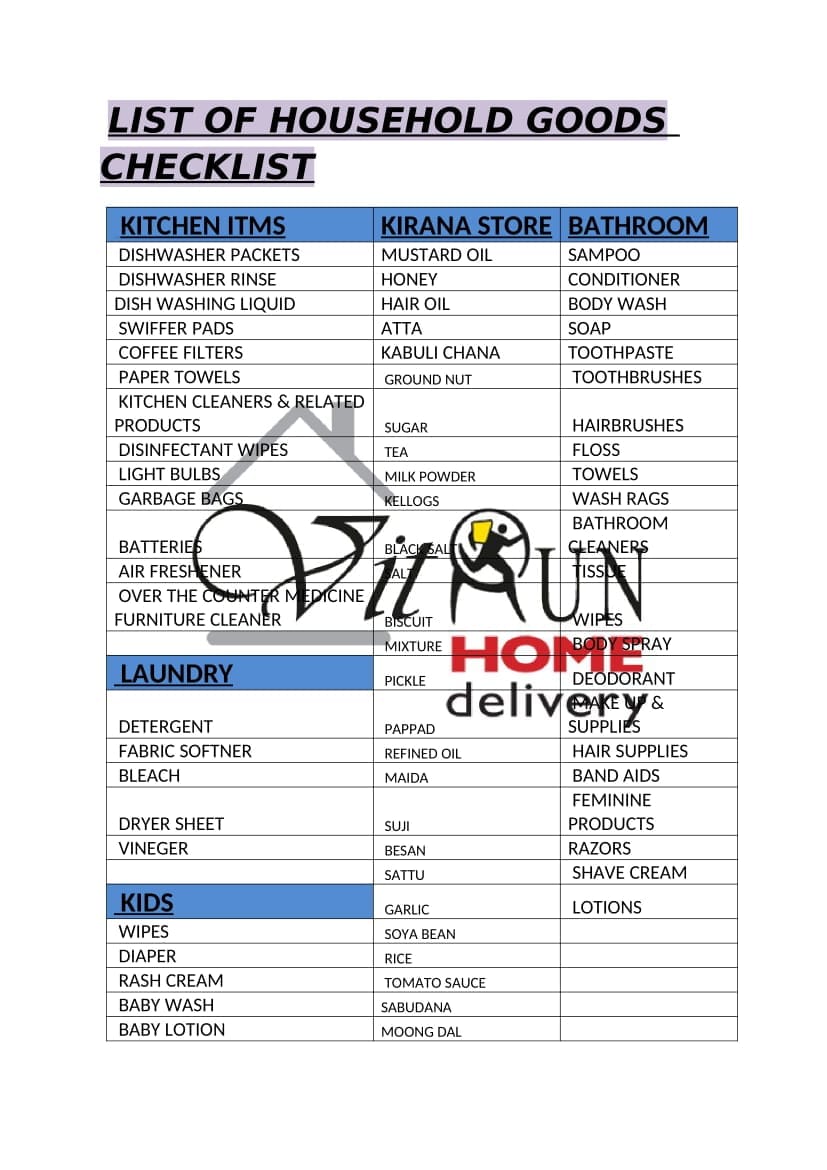 LIST OF HOUSEHOLD GOODS
CHECKLIST
KITCHEN ITMS KIRANA STORE BATHROOM
DISHWASHER PACKETS MUSTARD OIL SAMPOO
DISHWASHER RINSE HONEY CONDITIONER
DISH WASHING LIQUID HAIR OIL BODY WASH
SWIFFER PADS ATTA SOAP
COFFEE FILTERS KABULI CHANA TOOTHPASTE
PAPER TOWELS GROUND NUT TOOTHBRUSHES
KITCHEN CLEANERS & RELATED
PRODUCTS SUGAR HAIRBRUSHES
DISINFECTANT WIPES TEA FLOSS
LIGHT BULBS MILK POWDER TOWELS
GARBAGE BAGS KELLOGS WASH RAGS
BATHROOM
BATTERIES BLACK SALT CLEANERS
AIR FRESHENER SALT TISSUE
OVER THE COUNTER MEDICINE
FURNITURE CLEANER BISCUIT WIPES
MIXTURE BODY SPRAY
LAUNDRY PICKLE DEODORANT
MAKE UP &
DETERGENT PAPPAD SUPPLIES
FABRIC SOFTNER REFINED OIL HAIR SUPPLIES
BLEACH MAIDA BAND AIDS
FEMININE
DRYER SHEET SUJI PRODUCTS
VINEGER BESAN RAZORS
SATTU SHAVE CREAM
KIDS GARLIC LOTIONS
WIPES SOYA BEAN
DIAPER RICE
RASH CREAM TOMATO SAUCE
BABY WASH SABUDANA
BABY LOTION MOONG DAL
Vit RUN
HOME
delivery